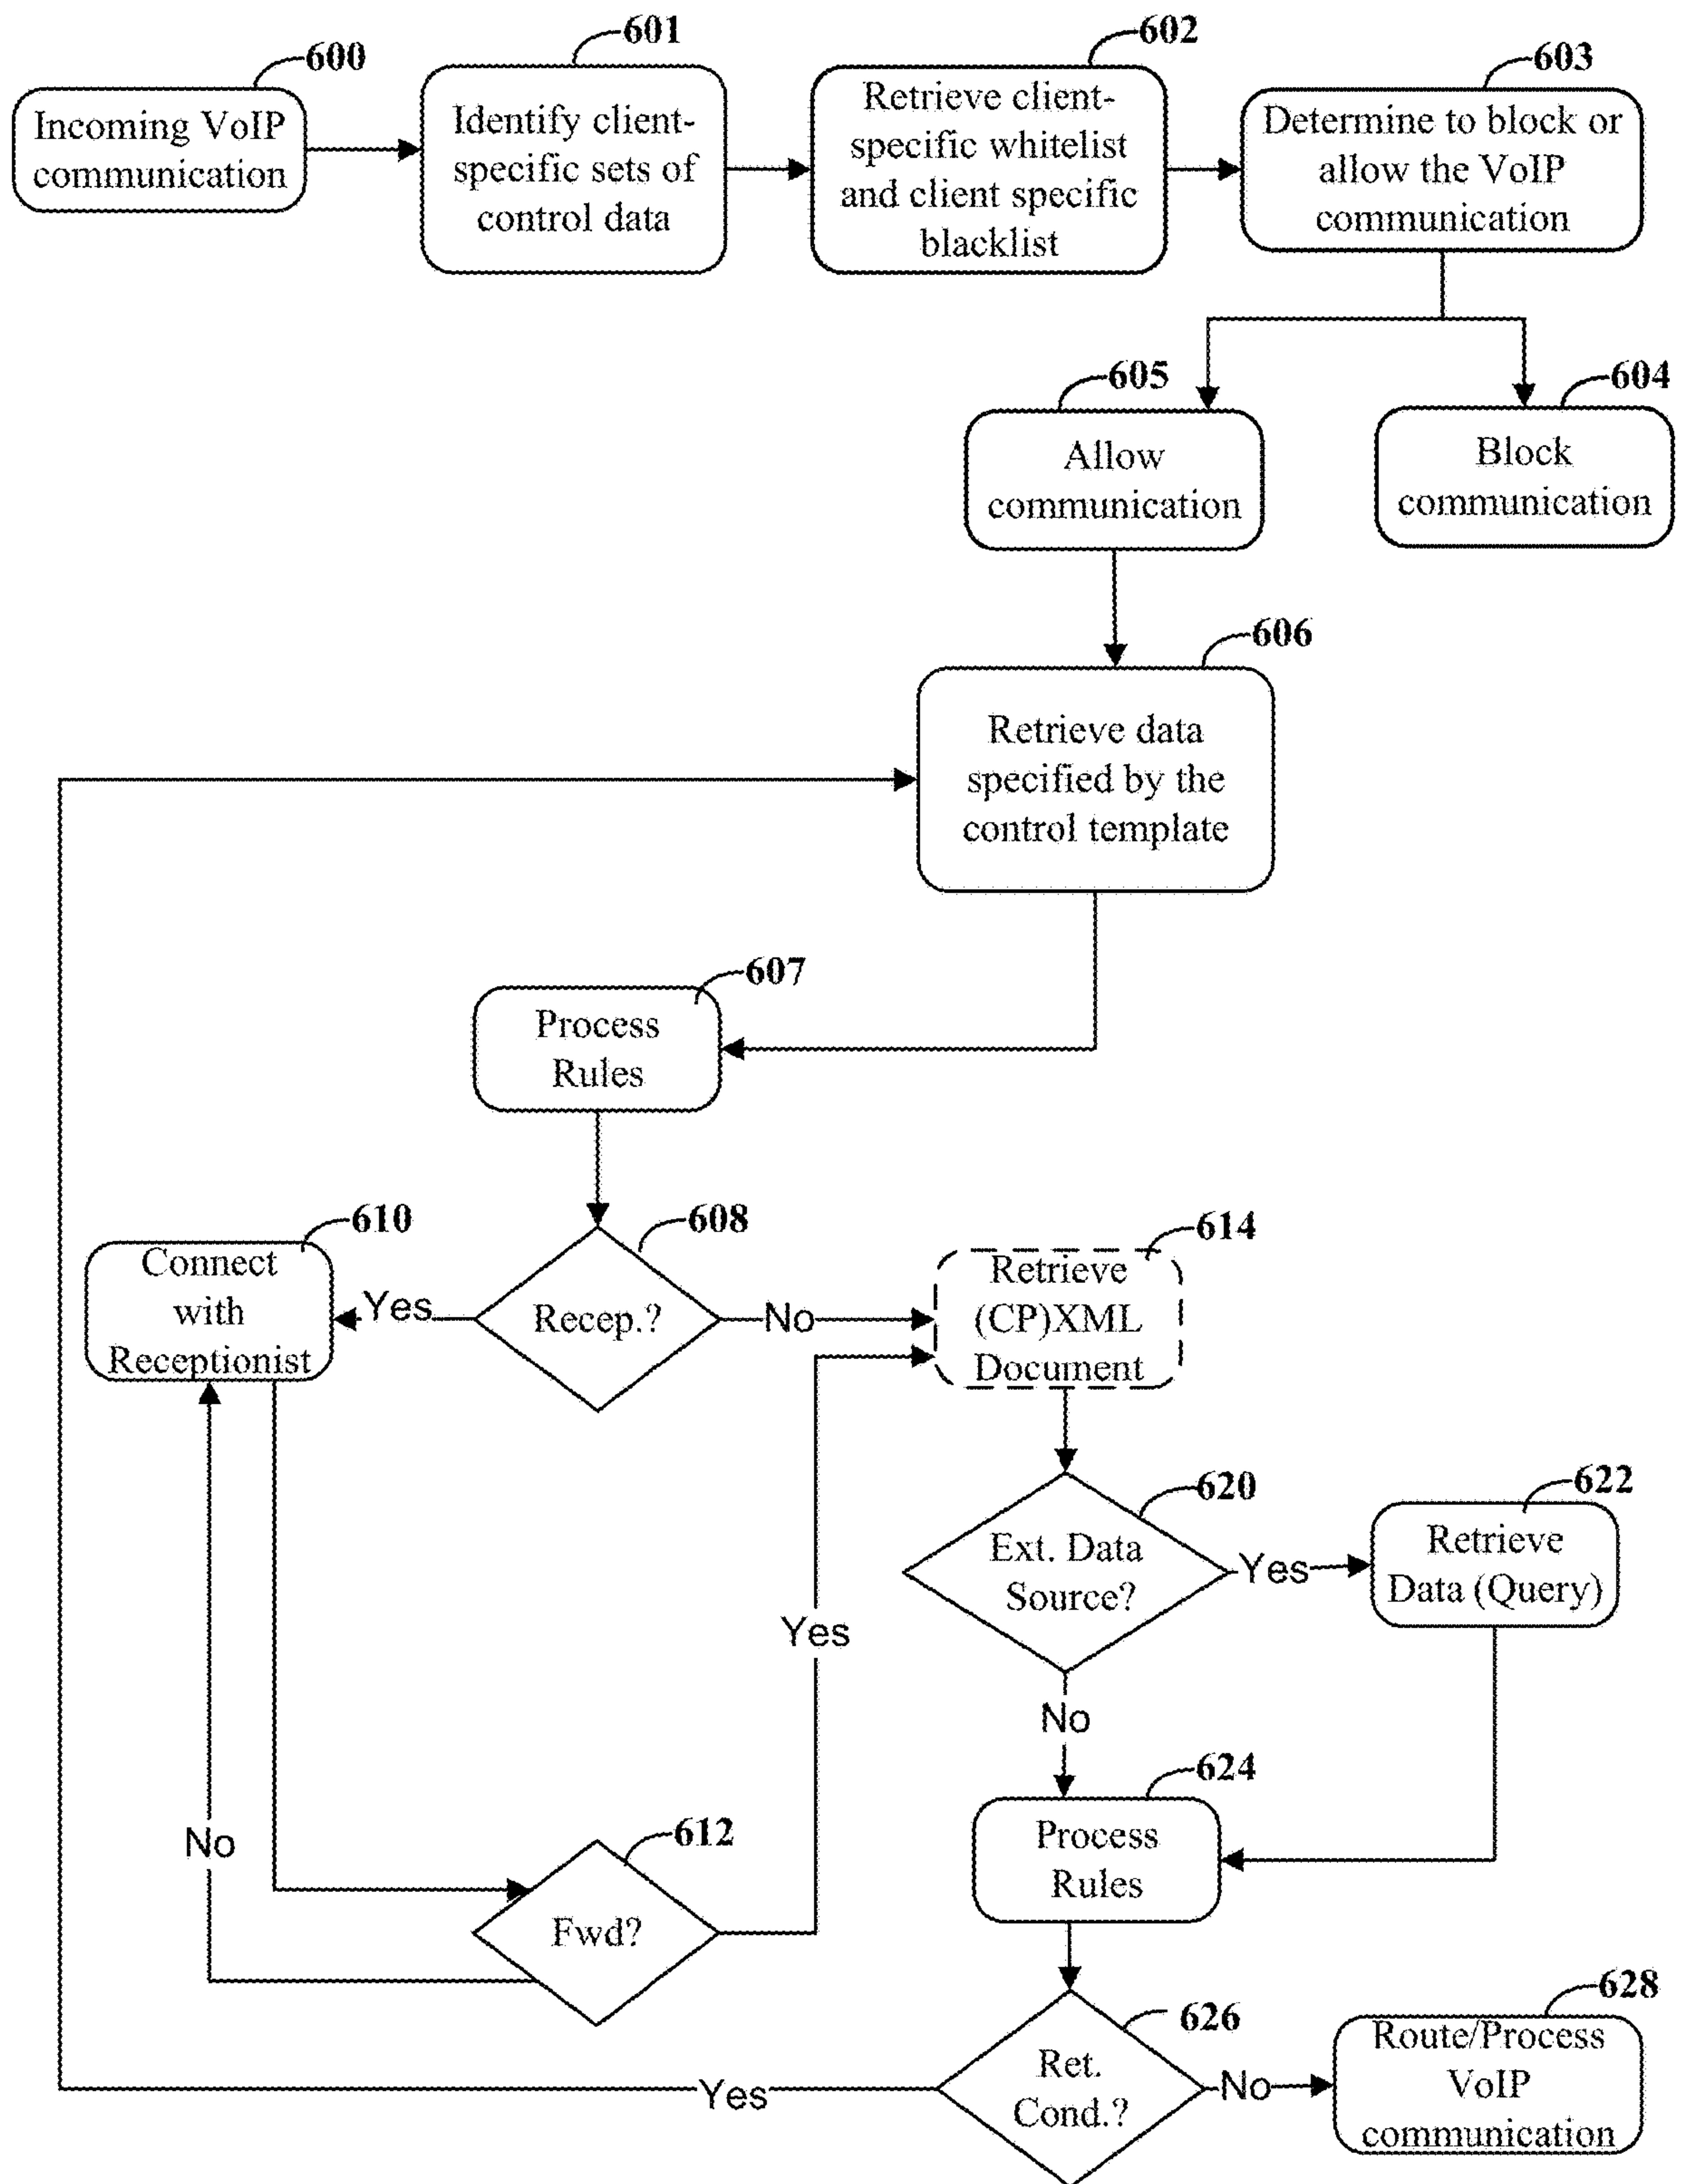 600
Incoming VoIP
communication
601
Identify client-
specific sets of
control data
602
Retrieve client-
specific whitelist
and client specific
blacklist
603
Determine to block or
allow the VoIP
communication
605
Allow
communication
604
Block
communication
606
Retrieve data
specified by the
control template
607
Process
Rules
610
Connect
with
Receptionist
Yes
608
Recep.?
No
614
Retrieve
(CP)XML
Document
620
Ext. Data
Source?
Yes
622
Retrieve
Data (Query)
Yes
No
No
612
Fwd?
624
Process
Rules
626
Ret.
Cond.?
Yes
No
628
Route/Process
VoIP
communication